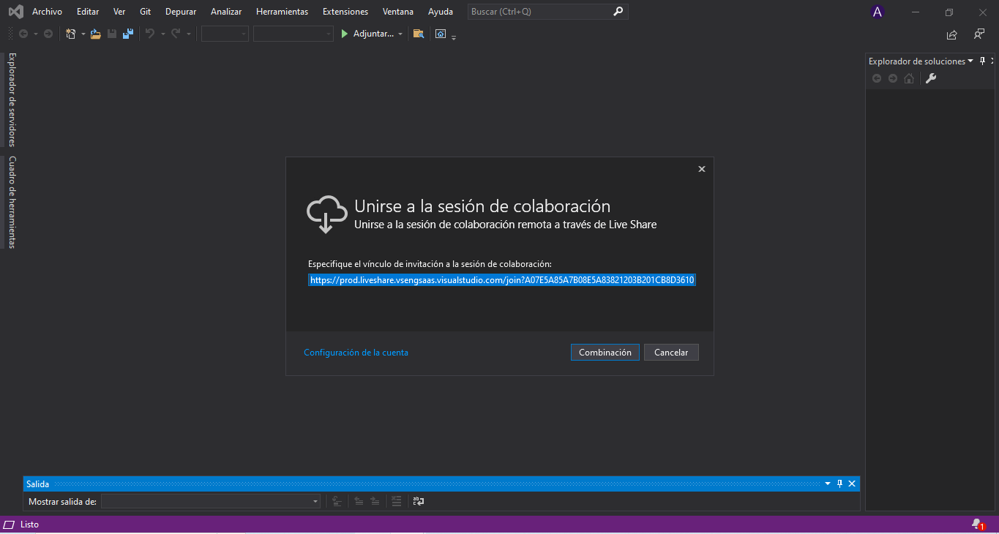 Archivo Editar Ver Git Depurar Analizar Herramientas Extensiones Ventana Ayuda Buscar (Ctrl+Q) A
Adjuntar...
Explorador de servidores
Cuadro de herramientas
Explorador de soluciones
Unirse a la sesión de colaboración
Unirse a la sesión de colaboración remota a través de Live Share
Especifique el vínculo de invitación a la sesión de colaboración:
https://prod.liveshare.vsengsaas.visualstudio.com/join?A07E5A85A7B08E5A83821203B201CB8D3610
Configuración de la cuenta Combinación Cancelar
Salida
Mostrar salida de:
Listo 1